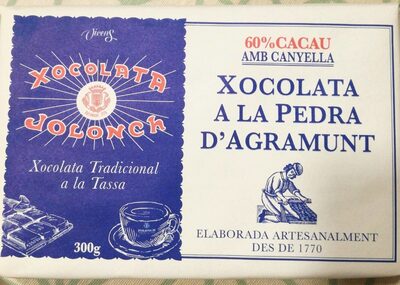 Vicens
XOCOLATA
JOLONCH
Xocolata Tradicional
a la Tassa
300g
60% CACAU
AMB CANYELLA
XOCOLATA
A LA PEDRA
D'AGRAMUNT
ELABORADA ARTESANALMENT
DES DE 1770